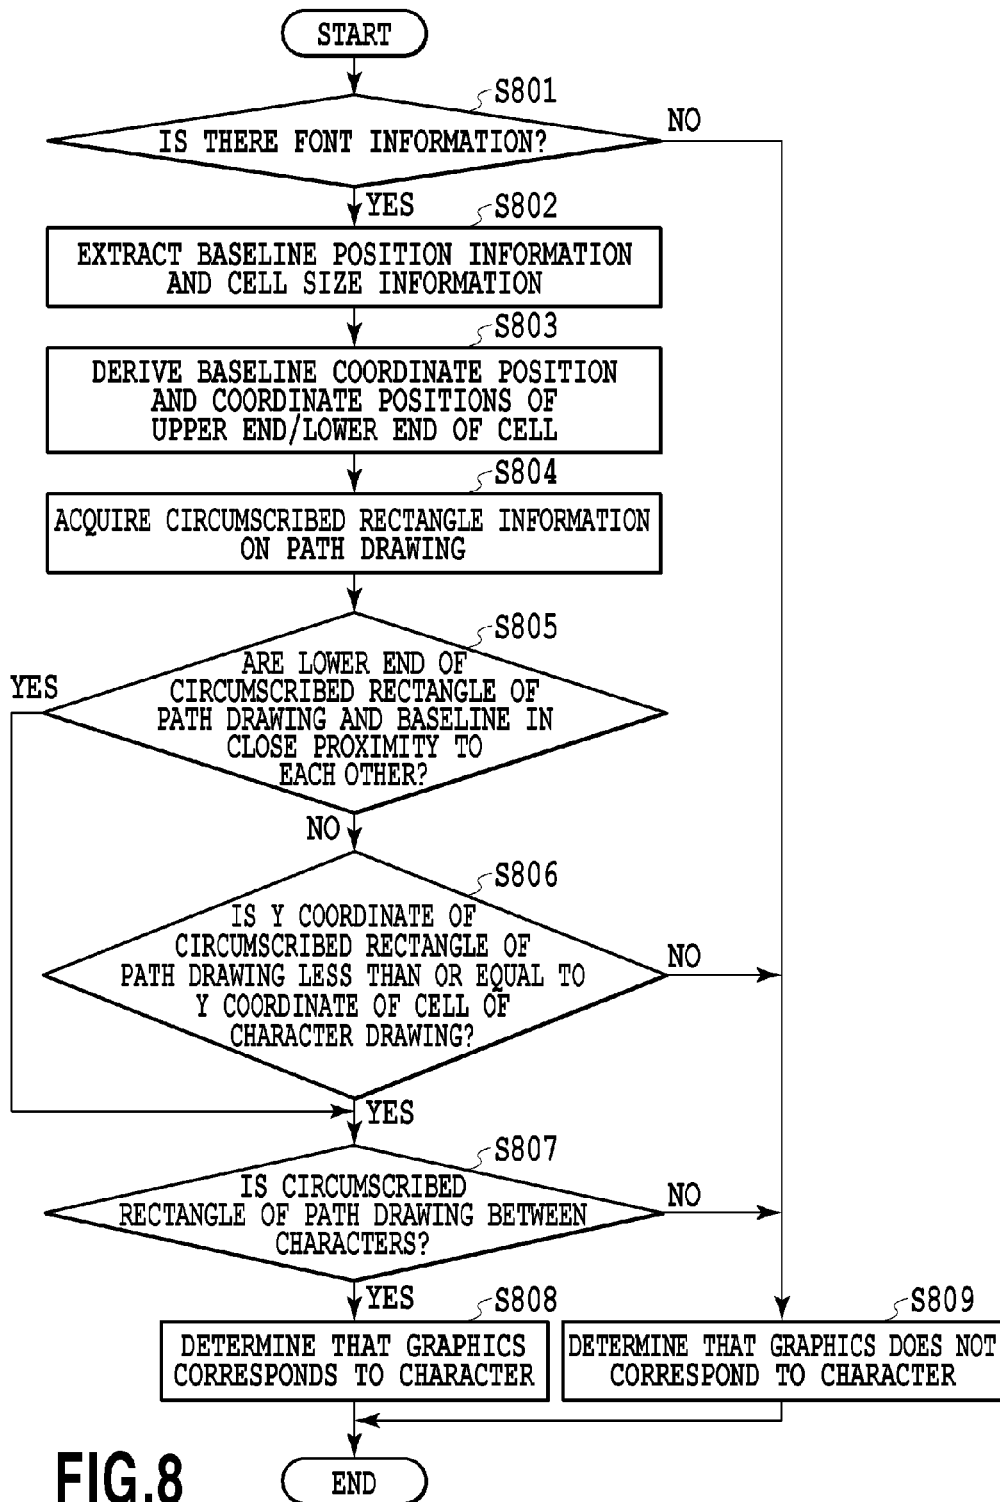 START
S801
IS THERE FONT INFORMATION?
NO
YES
S802
EXTRACT BASELINE POSITION INFORMATION
AND CELL SIZE INFORMATION
S803
DERIVE BASELINE COORDINATE POSITION
AND COORDINATE POSITIONS OF
UPPER END/LOWER END OF CELL
S804
ACQUIRE CIRCUMSCRIBED RECTANGLE INFORMATION
ON PATH DRAWING
S805
ARE LOWER END OF
CIRCUMSCRIBED RECTANGLE OF
PATH DRAWING AND BASELINE IN
CLOSE PROXIMITY TO
EACH OTHER?
YES
NO
S806
IS Y COORDINATE OF
CIRCUMSCRIBED RECTANGLE OF
PATH DRAWING LESS THAN OR EQUAL TO
Y COORDINATE OF CELL OF
CHARACTER DRAWING?
NO
YES
S807
IS CIRCUMSCRIBED
RECTANGLE OF PATH DRAWING BETWEEN
CHARACTERS?
NO
YES
S808
DETERMINE THAT GRAPHICS
CORRESPONDS TO CHARACTER
S809
DETERMINE THAT GRAPHICS DOES NOT
CORRESPOND TO CHARACTER
END
FIG.8